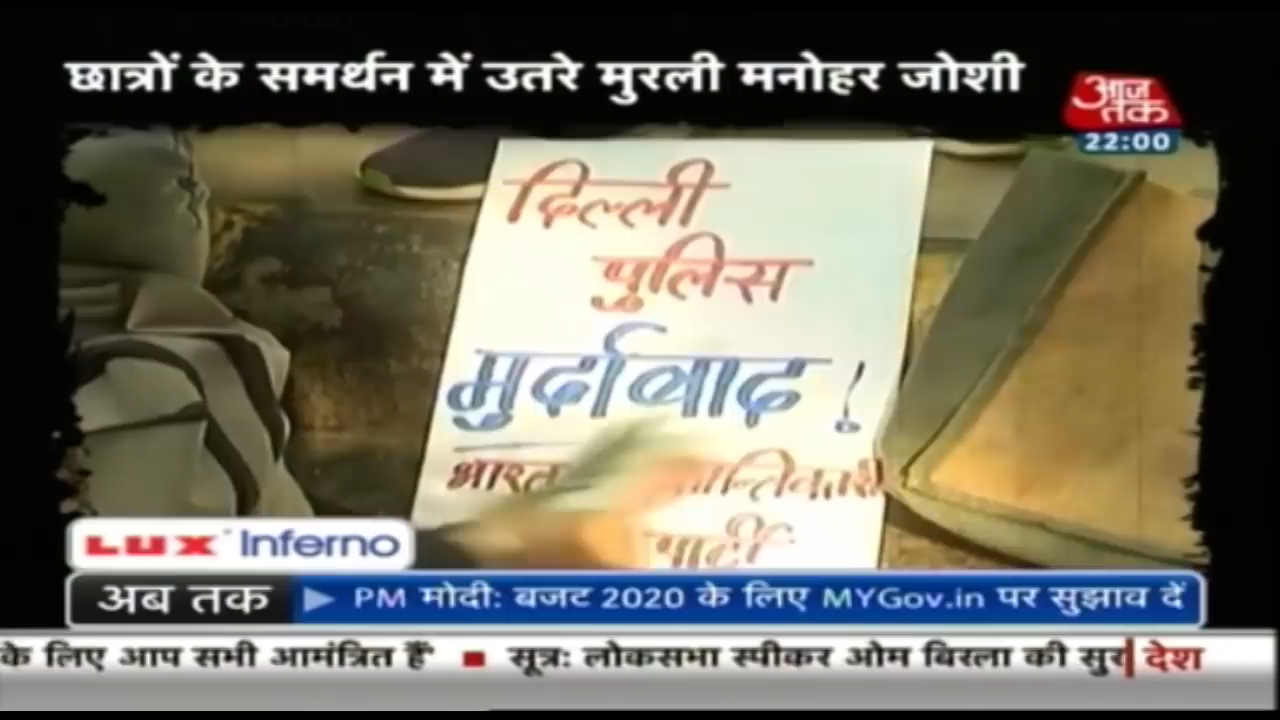 छात्रों के समर्थन में उतरे मुरली मनोहर जोशी
आज तक
22:00
दिल्ली
पुलिस
मुर्दाबाद !
भारत
पार्टी
LUX Inferno
अब तक ▶ PM मोदी: बजट 2020 के लिए MYGov.in पर सुझाव दें
के लिए आप सभी आमंत्रित हैं' ■ सूत्र: लोकसभा स्पीकर ओम बिरला की सुर देश